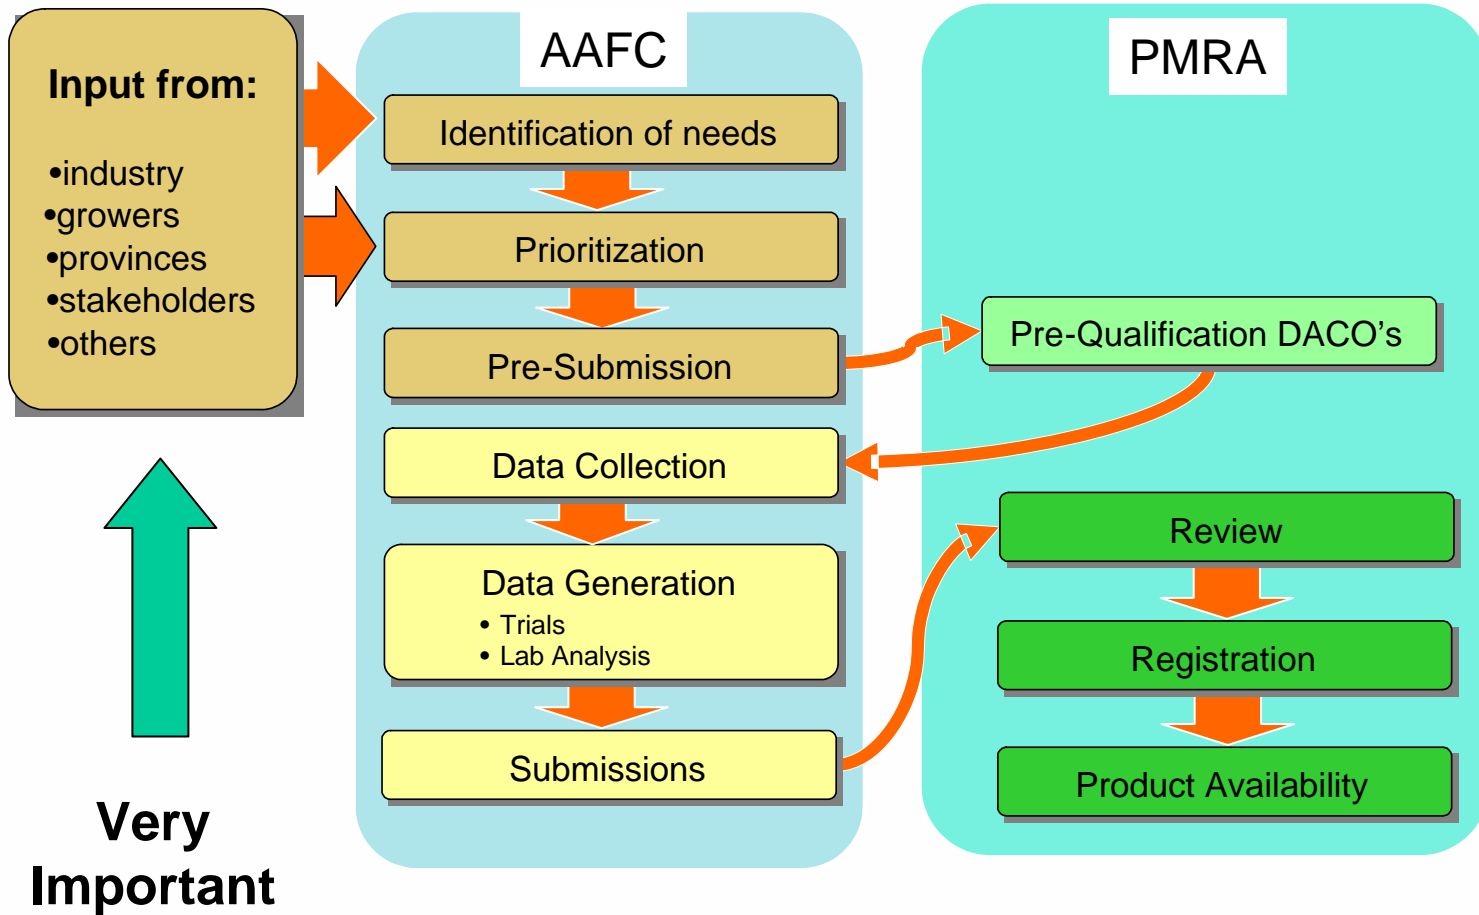 Input from:
•industry
•growers
•provinces
•stakeholders
•others
Very
Important
AAFC
Identification of needs
Prioritization
Pre-Submission
Data Collection
Data Generation
• Trials
• Lab Analysis
Submissions
PMRA
Pre-Qualification DACO's
Review
Registration
Product Availability